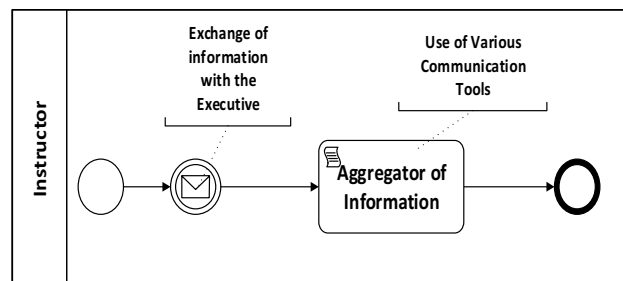 Instructor
Exchange of
information
with the
Executive
Use of Various
Communication
Tools
Aggregator of
Information